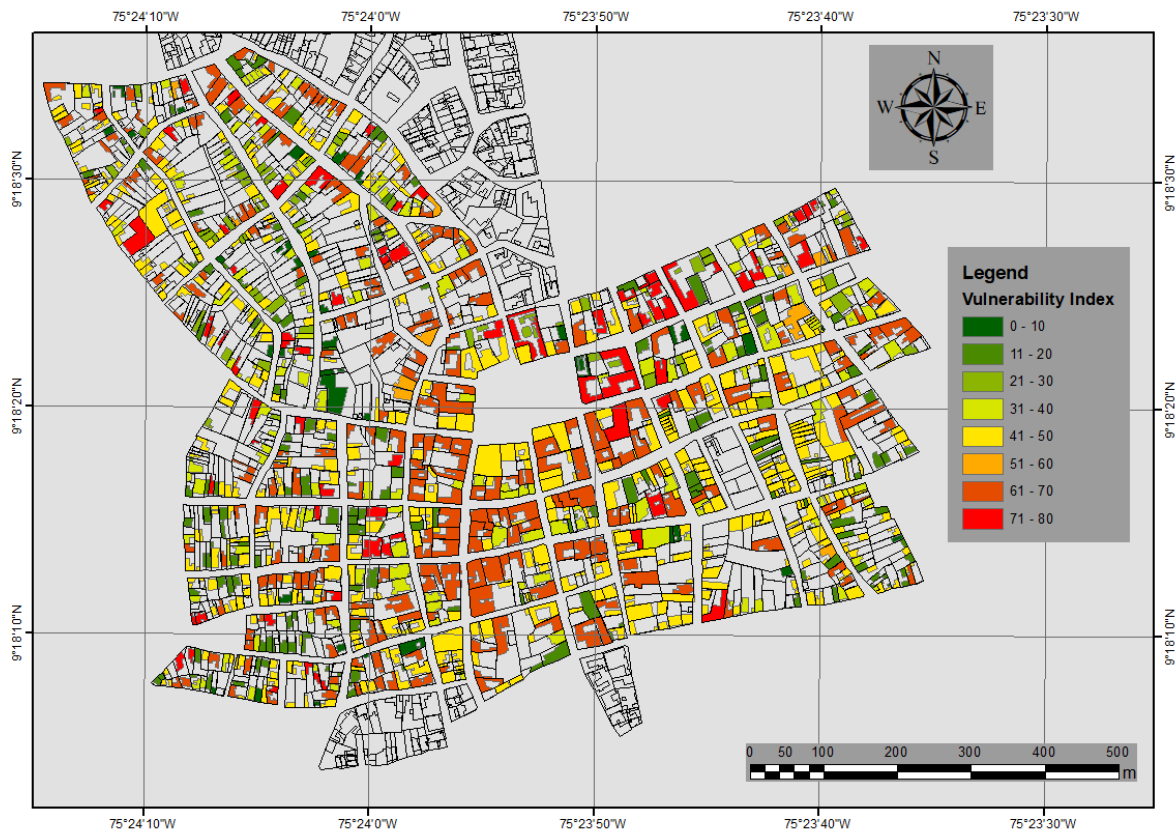 75°24'10"W 75°24'0"W 75°23'50"W 75°23'40"W 75°23'30"W
N
W E
S
9°18'30"N 9°18'30"N
Legend
Vulnerability Index
0 - 10
11 - 20
21 - 30
31 - 40
41 - 50
51 - 60
61 - 70
71 - 80
9°18'20"N 9°18'20"N
9°18'10"N 9°18'10"N
0 50 100 200 300 400 500
m
75°24'10"W 75°24'0"W 75°23'50"W 75°23'40"W 75°23'30"W